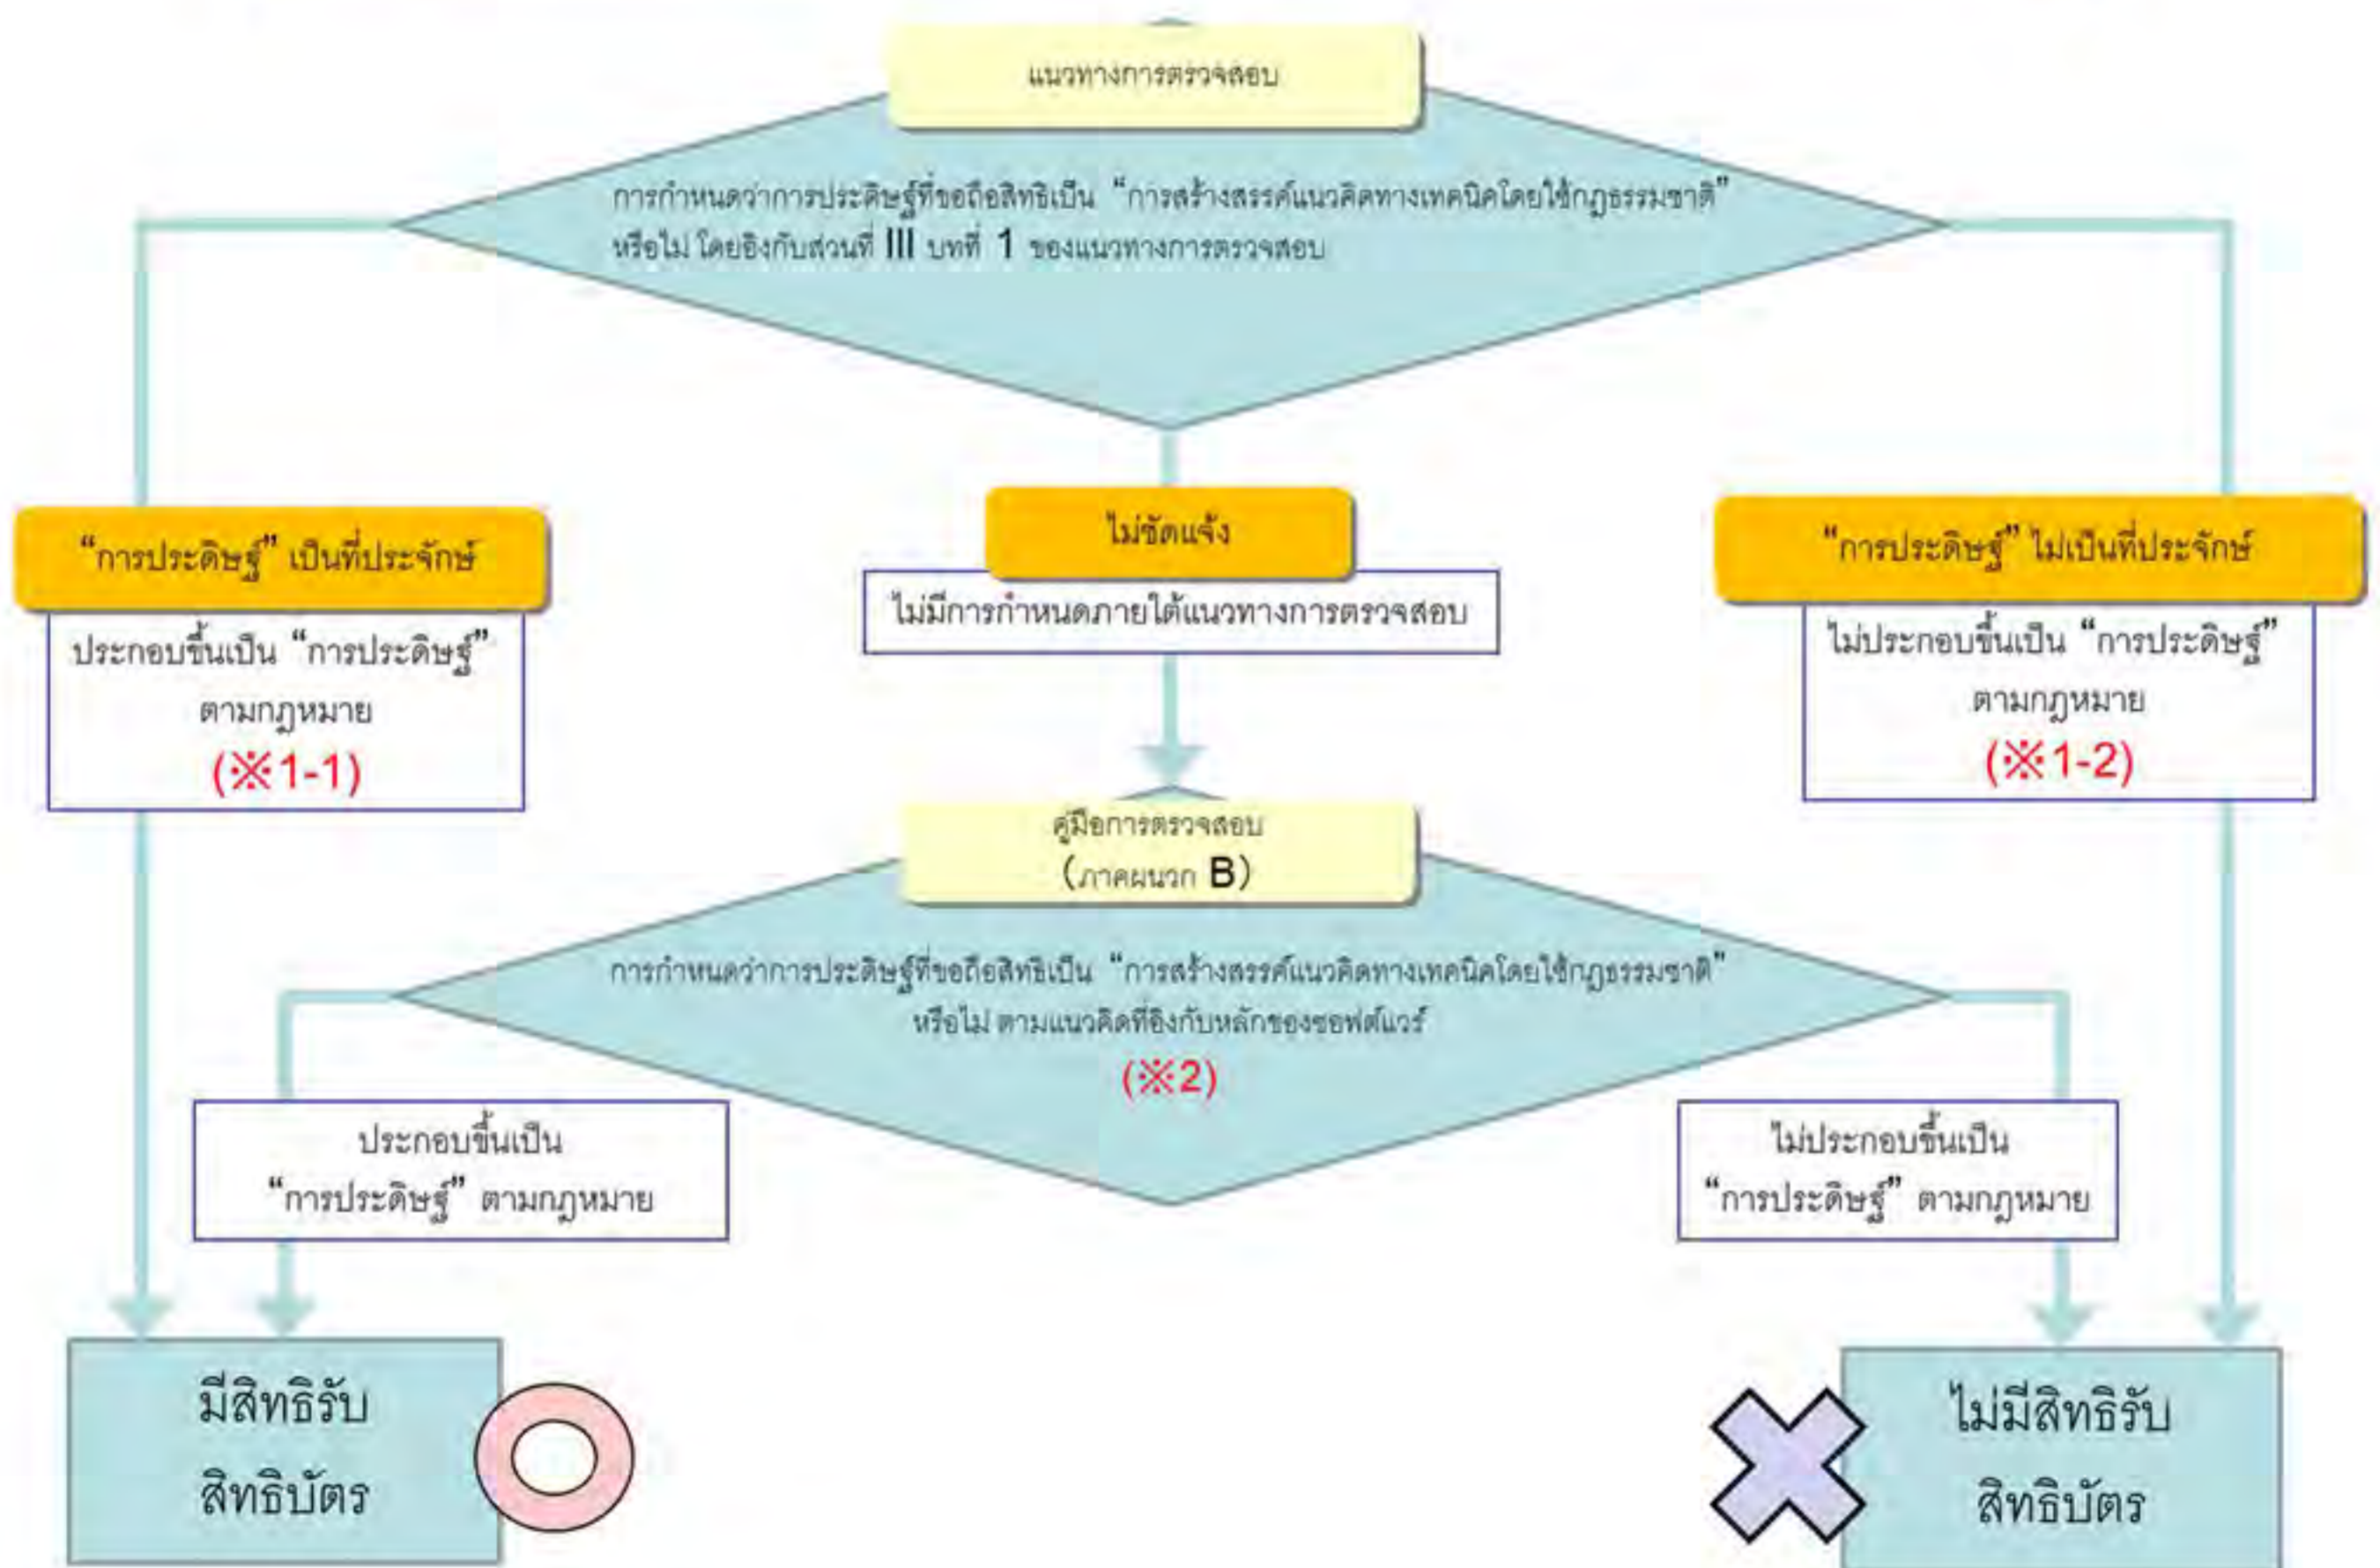 แนวทางการตรวจสอบ
การกำหนดว่าการประดิษฐ์ที่ขอถือสิทธิเป็น “การสร้างสรรค์แนวคิดทางเทคนิคโดยใช้กฎธรรมชาติ”
หรือไม่ โดยอิงกับส่วนที่ III บทที่ 1 ของแนวทางการตรวจสอบ
“การประดิษฐ์” เป็นที่ประจักษ์
ประกอบขึ้นเป็น “การประดิษฐ์”
ตามกฎหมาย
(※1-1)
ไม่ชัดแจ้ง
ไม่มีการกำหนดภายใต้แนวทางการตรวจสอบ
“การประดิษฐ์” ไม่เป็นที่ประจักษ์
ไม่ประกอบขึ้นเป็น “การประดิษฐ์”
ตามกฎหมาย
(※1-2)
คู่มือการตรวจสอบ
(ภาคผนวก B)
การกำหนดว่าการประดิษฐ์ที่ขอถือสิทธิเป็น “การสร้างสรรค์แนวคิดทางเทคนิคโดยใช้กฎธรรมชาติ”
หรือไม่ ตามแนวคิดที่อิงกับหลักของซอฟต์แวร์
(※2)
ประกอบขึ้นเป็น
“การประดิษฐ์” ตามกฎหมาย
ไม่ประกอบขึ้นเป็น
“การประดิษฐ์” ตามกฎหมาย
มีสิทธิรับ
สิทธิบัตร
ไม่มีสิทธิรับ
สิทธิบัตร